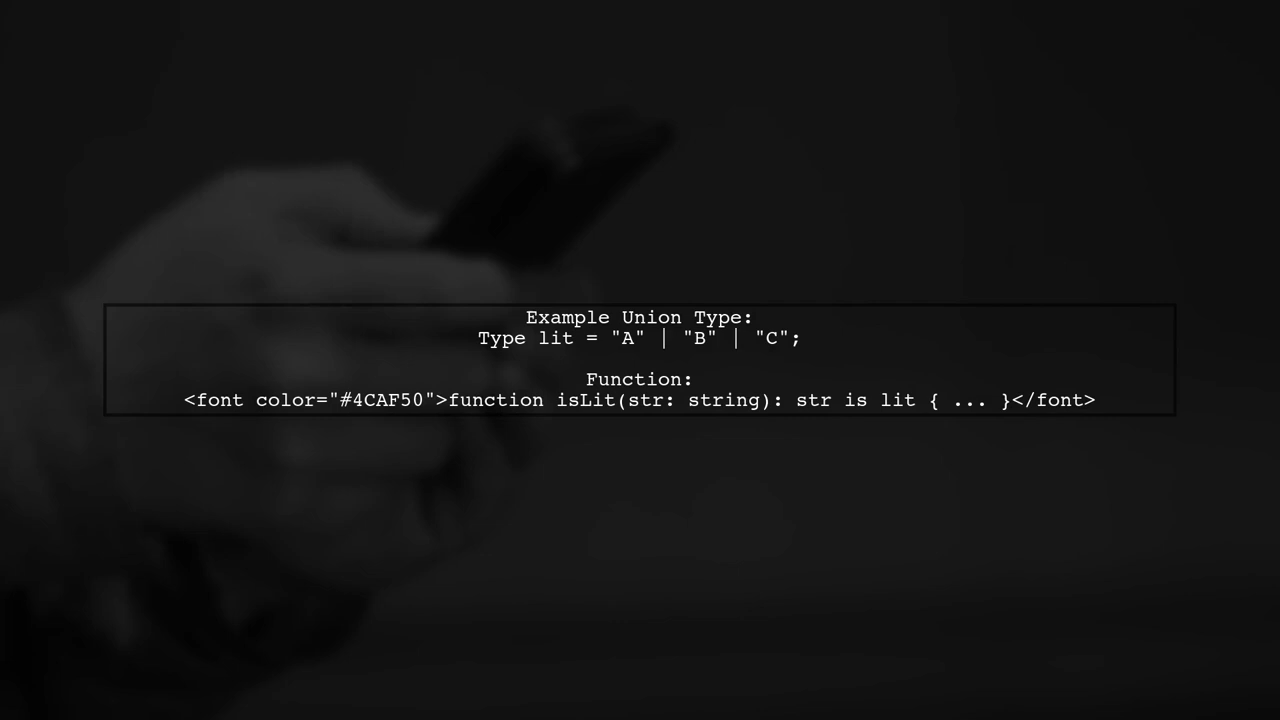 Example Union Type:
Type lit = "A" | "B" | "C";
Function:
<font color="#4CAF50">function isLit(str: string): str is lit { ... }</font>